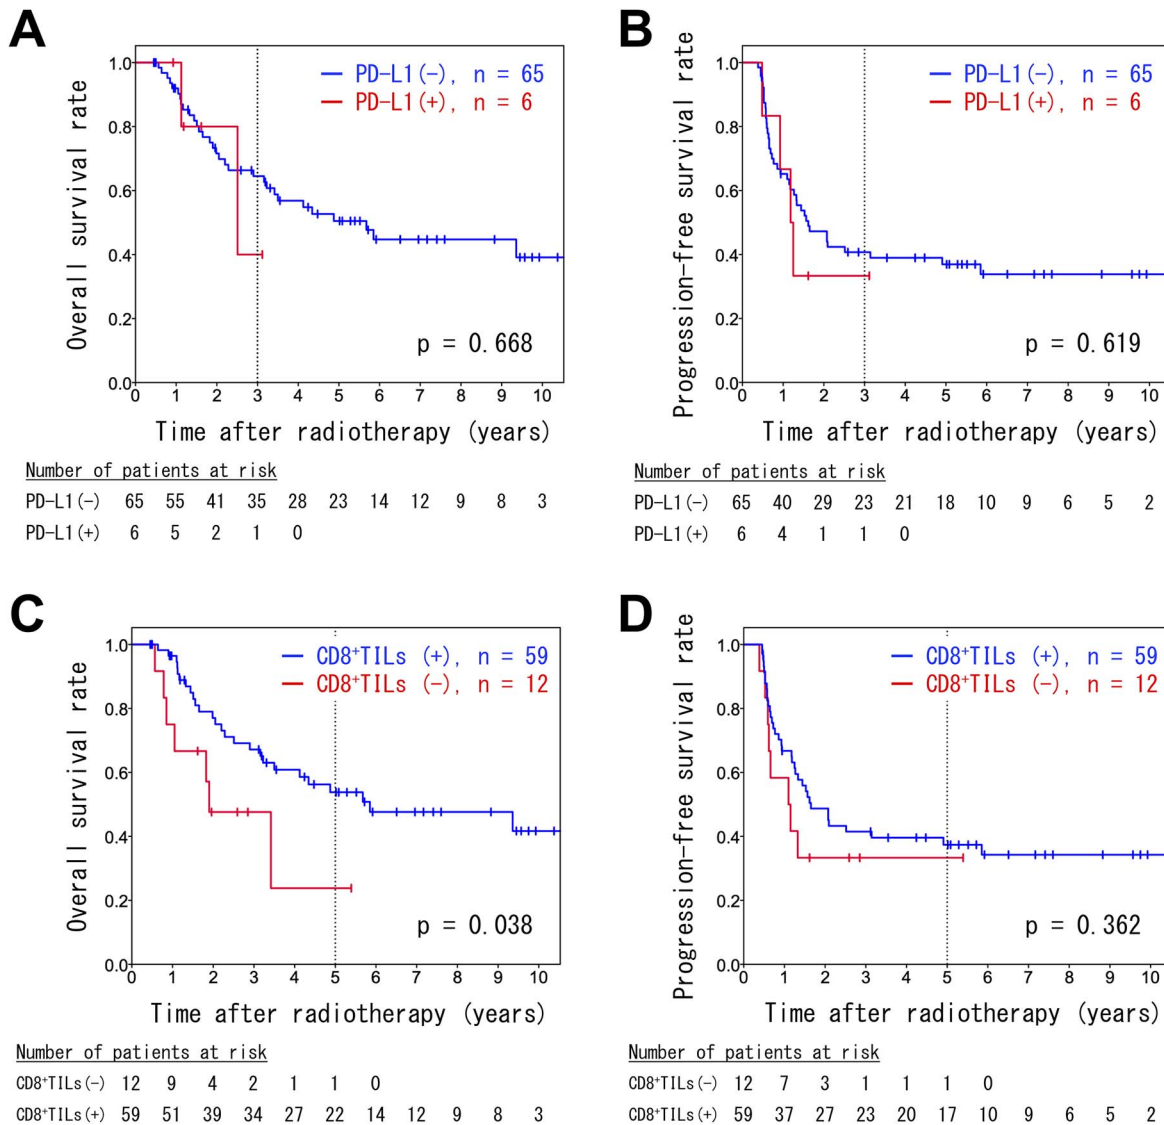 A
Overall survival rate
1.0
0.8
0.6
0.4
0.2
0.0
PD-L1(-), n = 65
PD-L1(+), n = 6
p = 0.668
0 1 2 3 4 5 6 7 8 9 10
Time after radiotherapy (years)
Number of patients at risk
PD-L1(-) 65 55 41 35 28 23 14 12 9 8 3
PD-L1(+) 6 5 2 1 0
B
Progression-free survival rate
1.0
0.8
0.6
0.4
0.2
0.0
PD-L1(-), n = 65
PD-L1(+), n = 6
p = 0.619
0 1 2 3 4 5 6 7 8 9 10
Time after radiotherapy (years)
Number of patients at risk
PD-L1(-) 65 40 29 23 21 18 10 9 6 5 2
PD-L1(+) 6 4 1 1 0
C
Overall survival rate
1.0
0.8
0.6
0.4
0.2
0.0
CD8⁺TILs (+), n = 59
CD8⁺TILs (-), n = 12
p = 0.038
0 1 2 3 4 5 6 7 8 9 10
Time after radiotherapy (years)
Number of patients at risk
CD8⁺TILs(-) 12 9 4 2 1 1 0
CD8⁺TILs(+) 59 51 39 34 27 22 14 12 9 8 3
D
Progression-free survival rate
1.0
0.8
0.6
0.4
0.2
0.0
CD8⁺TILs (+), n = 59
CD8⁺TILs (-), n = 12
p = 0.362
0 1 2 3 4 5 6 7 8 9 10
Time after radiotherapy (years)
Number of patients at risk
CD8⁺TILs(-) 12 7 3 1 1 1 0
CD8⁺TILs(+) 59 37 27 23 20 17 10 9 6 5 2